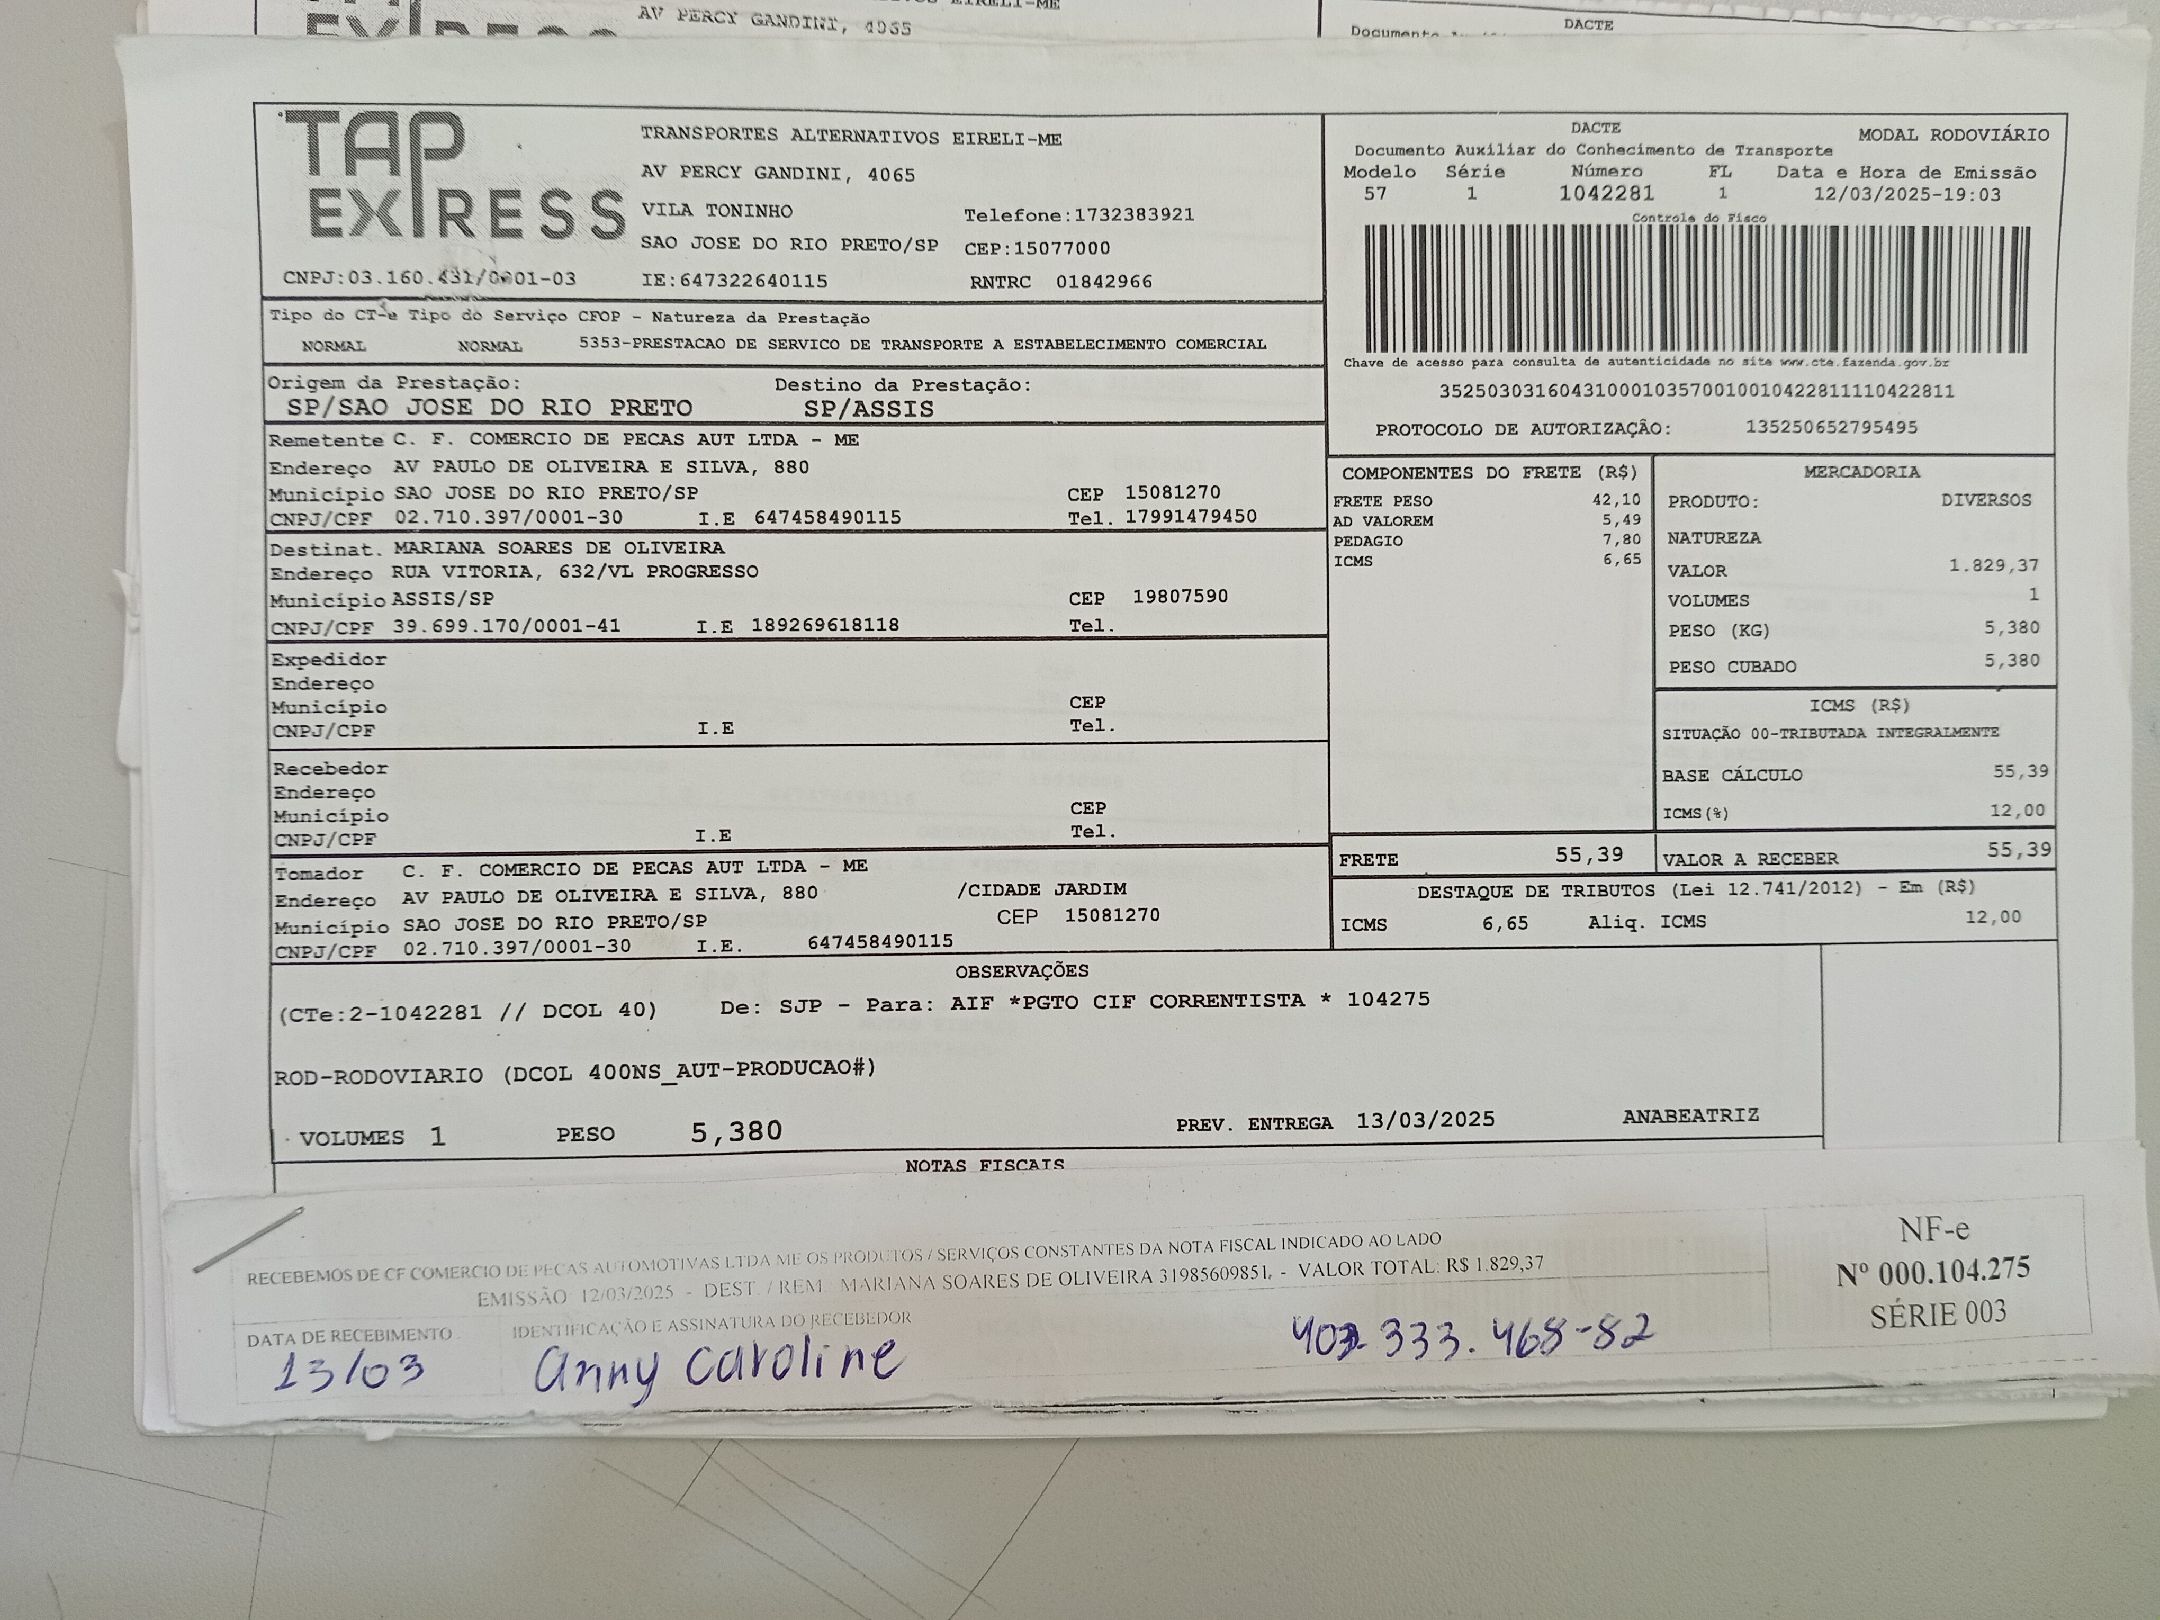 AV PERCY GANDINI, 4065
DACTE
TAP EXPRESS
TRANSPORTES ALTERNATIVOS EIRELI-ME
AV PERCY GANDINI, 4065
VILA TONINHO Telefone:1732383921
SAO JOSE DO RIO PRETO/SP CEP:15077000
CNPJ:03.160.431/0001-03 IE:647322640115 RNTRC 01842966
DACTE MODAL RODOVIÁRIO
Documento Auxiliar do Conhecimento de Transporte
Modelo Série Número FL Data e Hora de Emissão
57 1 1042281 1 12/03/2025-19:03
Controle do Fisco
Chave de acesso para consulta de autenticidade no site www.cte.fazenda.gov.br
35250303160431000103570010010422811110422811
PROTOCOLO DE AUTORIZAÇÃO: 135250652795495
Tipo do CT-e Tipo do Serviço CFOP - Natureza da Prestação
NORMAL NORMAL 5353-PRESTACAO DE SERVICO DE TRANSPORTE A ESTABELECIMENTO COMERCIAL
Origem da Prestação: Destino da Prestação:
SP/SAO JOSE DO RIO PRETO SP/ASSIS
Remetente C. F. COMERCIO DE PECAS AUT LTDA - ME
Endereço AV PAULO DE OLIVEIRA E SILVA, 880
Município SAO JOSE DO RIO PRETO/SP CEP 15081270
CNPJ/CPF 02.710.397/0001-30 I.E 647458490115 Tel. 17991479450
Destinat. MARIANA SOARES DE OLIVEIRA
Endereço RUA VITORIA, 632/VL PROGRESSO
Município ASSIS/SP CEP 19807590
CNPJ/CPF 39.699.170/0001-41 I.E 189269618118 Tel.
Expedidor
Endereço
Município CEP
CNPJ/CPF I.E Tel.
Recebedor
Endereço
Município CEP
CNPJ/CPF I.E Tel.
Tomador C. F. COMERCIO DE PECAS AUT LTDA - ME
Endereço AV PAULO DE OLIVEIRA E SILVA, 880 /CIDADE JARDIM
Município SAO JOSE DO RIO PRETO/SP CEP 15081270
CNPJ/CPF 02.710.397/0001-30 I.E. 647458490115
COMPONENTES DO FRETE (R$)
FRETE PESO 42,10
AD VALOREM 5,49
PEDAGIO 7,80
ICMS 6,65
MERCADORIA
PRODUTO: DIVERSOS
NATUREZA
VALOR 1.829,37
VOLUMES 1
PESO (KG) 5,380
PESO CUBADO 5,380
ICMS (R$)
SITUAÇÃO 00-TRIBUTADA INTEGRALMENTE
BASE CÁLCULO 55,39
ICMS(%) 12,00
FRETE 55,39 VALOR A RECEBER 55,39
DESTAQUE DE TRIBUTOS (Lei 12.741/2012) - Em (R$)
ICMS 6,65 Aliq. ICMS 12,00
OBSERVAÇÕES
(CTe:2-1042281 // DCOL 40) De: SJP - Para: AIF *PGTO CIF CORRENTISTA * 104275
ROD-RODOVIARIO (DCOL 400NS_AUT-PRODUCAO#)
VOLUMES 1 PESO 5,380 PREV. ENTREGA 13/03/2025 ANABEATRIZ
NOTAS FISCAIS
RECEBEMOS DE CF COMERCIO DE PECAS AUTOMOTIVAS LTDA ME OS PRODUTOS / SERVIÇOS CONSTANTES DA NOTA FISCAL INDICADO AO LADO
EMISSÃO: 12/03/2025 - DEST. / REM. MARIANA SOARES DE OLIVEIRA 31985609851, - VALOR TOTAL: R$ 1.829,37
DATA DE RECEBIMENTO IDENTIFICAÇÃO E ASSINATURA DO RECEBEDOR
13/03 anny caroline 333.468-82
NF-e
Nº 000.104.275
SÉRIE 003